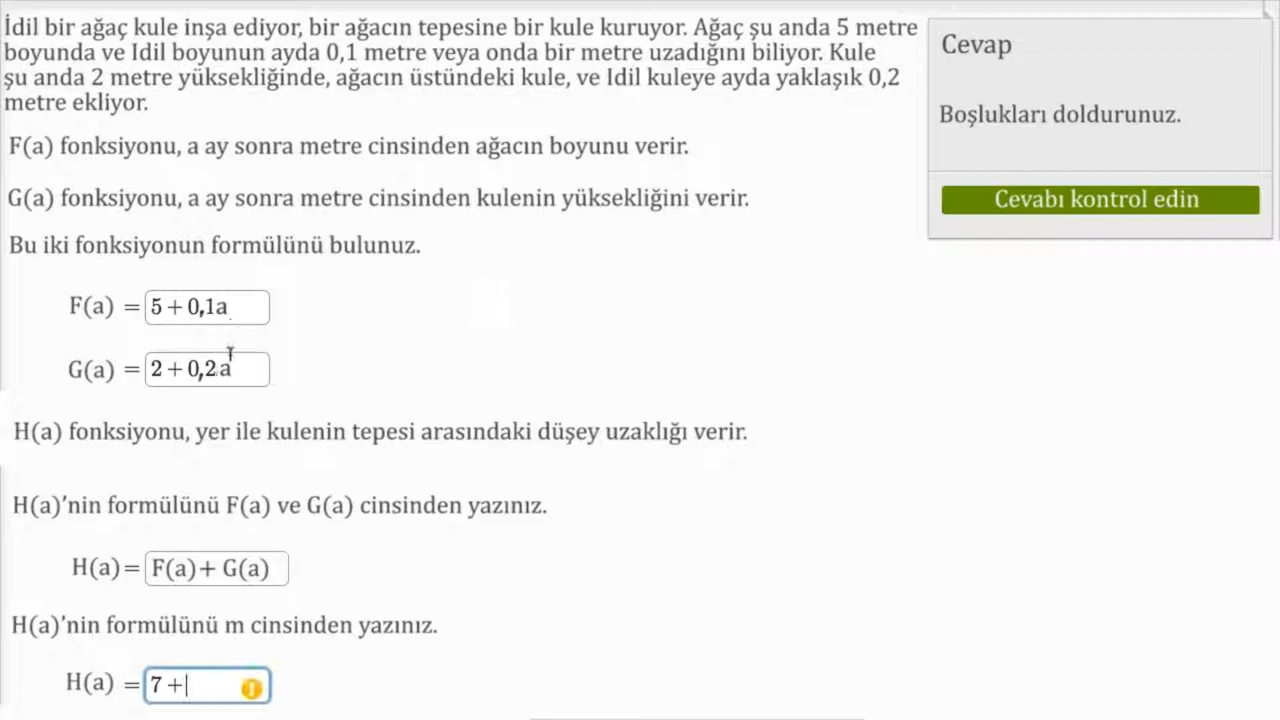 İdil bir ağaç kule inşa ediyor, bir ağacın tepesine bir kule kuruyor. Ağaç şu anda 5 metre
boyunda ve Idil boyunun ayda 0,1 metre veya onda bir metre uzadığını biliyor. Kule
şu anda 2 metre yüksekliğinde, ağacın üstündeki kule, ve Idil kuleye ayda yaklaşık 0,2
metre ekliyor.
F(a) fonksiyonu, a ay sonra metre cinsinden ağacın boyunu verir.
G(a) fonksiyonu, a ay sonra metre cinsinden kulenin yüksekliğini verir.
Bu iki fonksiyonun formülünü bulunuz.
F(a) = 5 + 0,1a
G(a) = 2 + 0,2a
H(a) fonksiyonu, yer ile kulenin tepesi arasındaki düşey uzaklığı verir.
H(a)'nin formülünü F(a) ve G(a) cinsinden yazınız.
H(a) = F(a) + G(a)
H(a)'nin formülünü m cinsinden yazınız.
H(a) = 7 +
Cevap
Boşlukları doldurunuz.
Cevabı kontrol edin